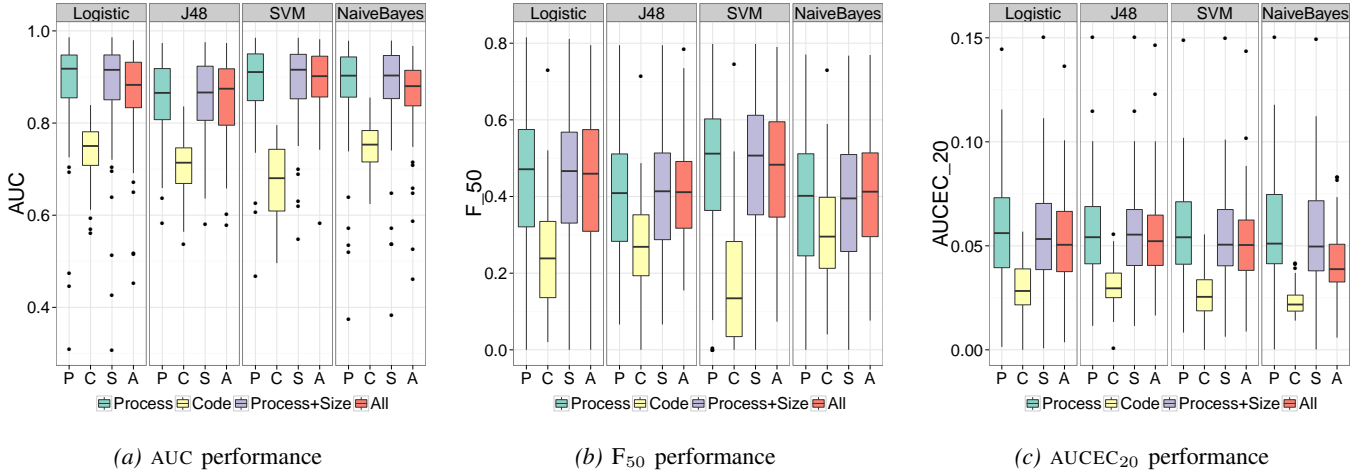 Logistic J48 SVM NaiveBayes
1.0
0.8
0.6
0.4
AUC
P C S A P C S A P C S A P C S A
Process Code Process+Size All
(a) AUC performance
Logistic J48 SVM NaiveBayes
0.8
0.6
0.4
0.2
0.0
F_50
P C S A P C S A P C S A P C S A
Process Code Process+Size All
(b) F50 performance
Logistic J48 SVM NaiveBayes
0.15
0.10
0.05
0.00
AUCEC_20
P C S A P C S A P C S A P C S A
Process Code Process+Size All
(c) AUCEC20 performance